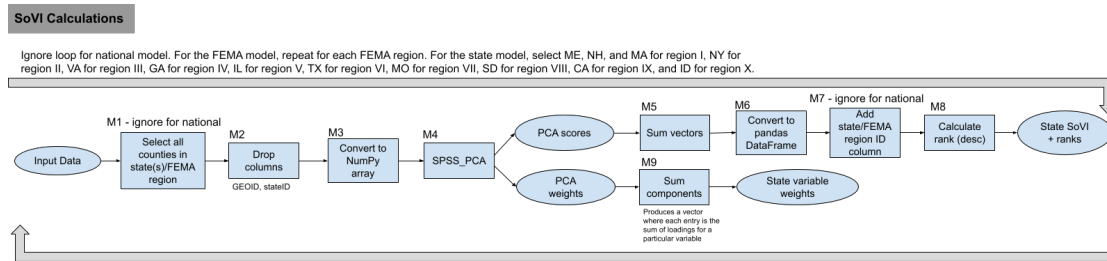 SoVI Calculations
Ignore loop for national model. For the FEMA model, repeat for each FEMA region. For the state model, select ME, NH, and MA for region I, NY for
region II, VA for region III, GA for region IV, IL for region V, TX for region VI, MO for region VII, SD for region VIII, CA for region IX, and ID for region X.
M1 - ignore for national
Input Data
Select all
counties in
state(s)/FEMA
region
M2
Drop
columns
GEOID, stateID
M3
Convert to
NumPy
array
M4
SPSS_PCA
PCA scores
M5
Sum vectors
M6
Convert to
pandas
DataFrame
M7 - ignore for national
Add
state/FEMA
region ID
column
M8
Calculate
rank (desc)
State SoVI
+ ranks
PCA
weights
M9
Sum
components
Produces a vector
where each entry is the
sum of loadings for a
particular variable
State variable
weights